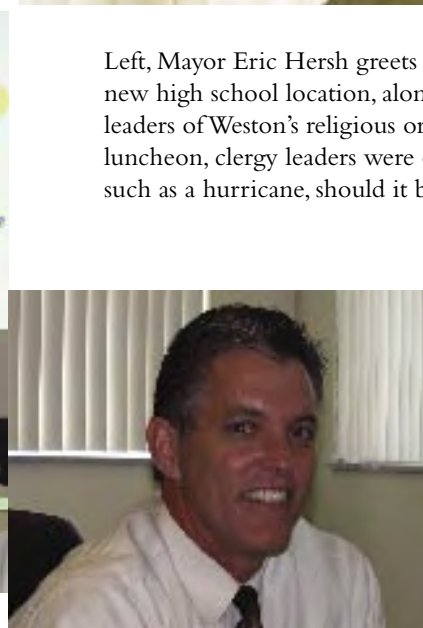 Left, Mayor Eric Hersh greets
new high school location, alon
leaders of Weston's religious or
luncheon, clergy leaders were
such as a hurricane, should it b